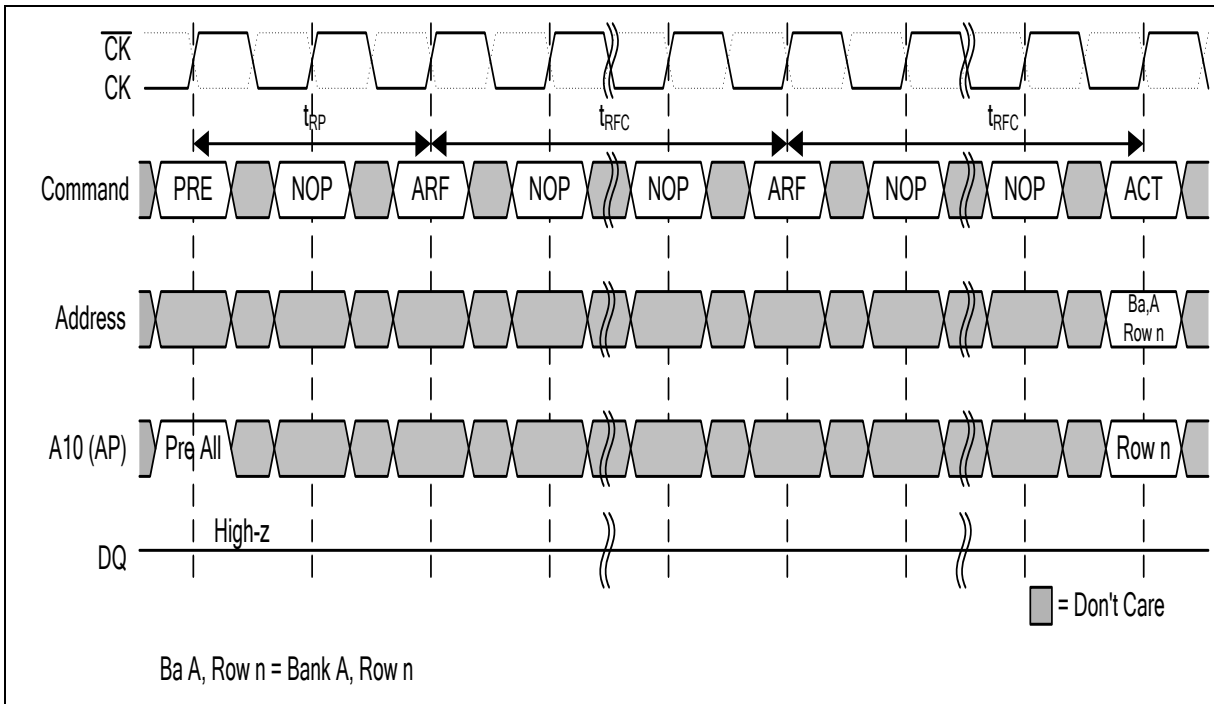 CK
CK
tRP tRFC tRFC
Command PRE NOP ARF NOP NOP ARF NOP NOP ACT
Address Ba,A
Row n
A10 (AP) Pre All Row n
High-z
DQ
= Don't Care
Ba A, Row n = Bank A, Row n